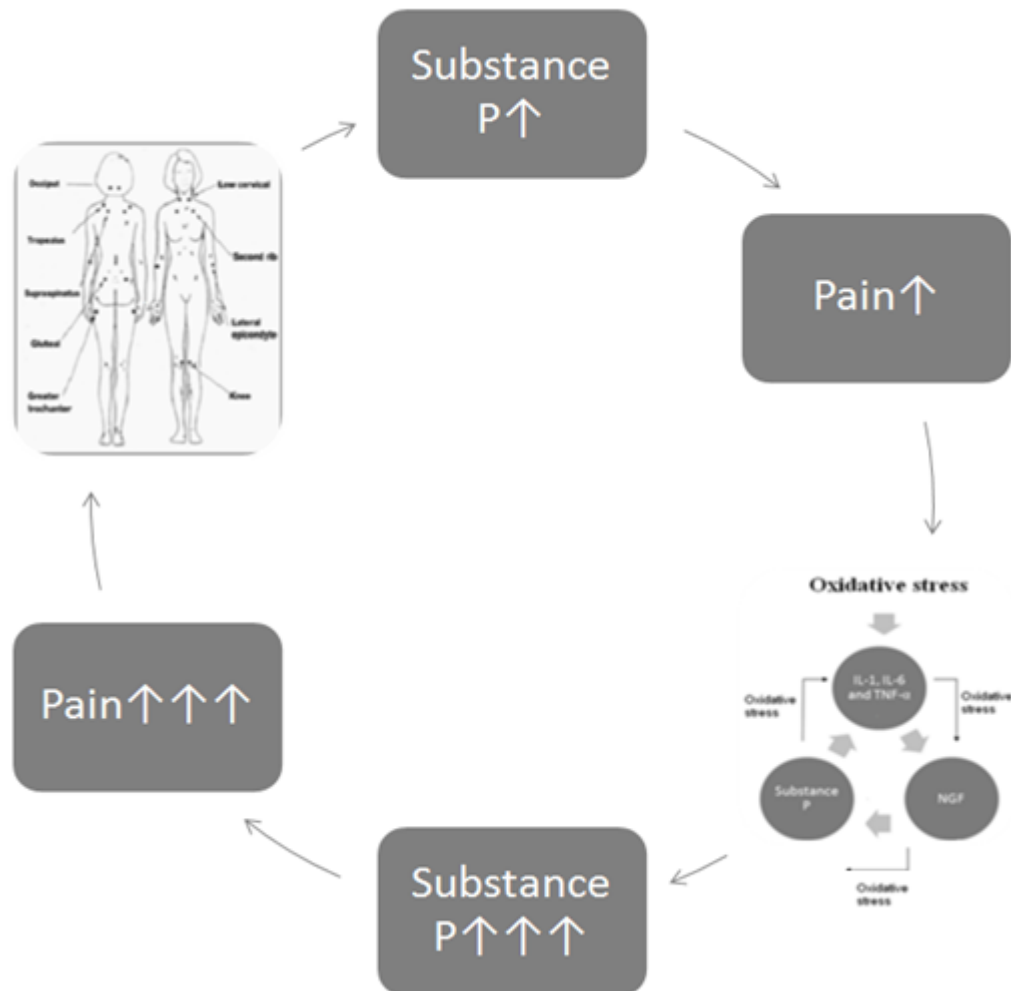 Substance
P↑
Pain↑
Oxidative stress
IL-1, IL-6
and TNF-α
Oxidative
stress
Oxidative
stress
Substance
P
NGF
Oxidative
stress
Substance
P↑↑↑
Pain↑↑↑
Occiput
Low cervical
Trapezius
Second rib
Supraspinatus
Gluteal
Lateral
epicondyle
Greater
trochanter
Knee